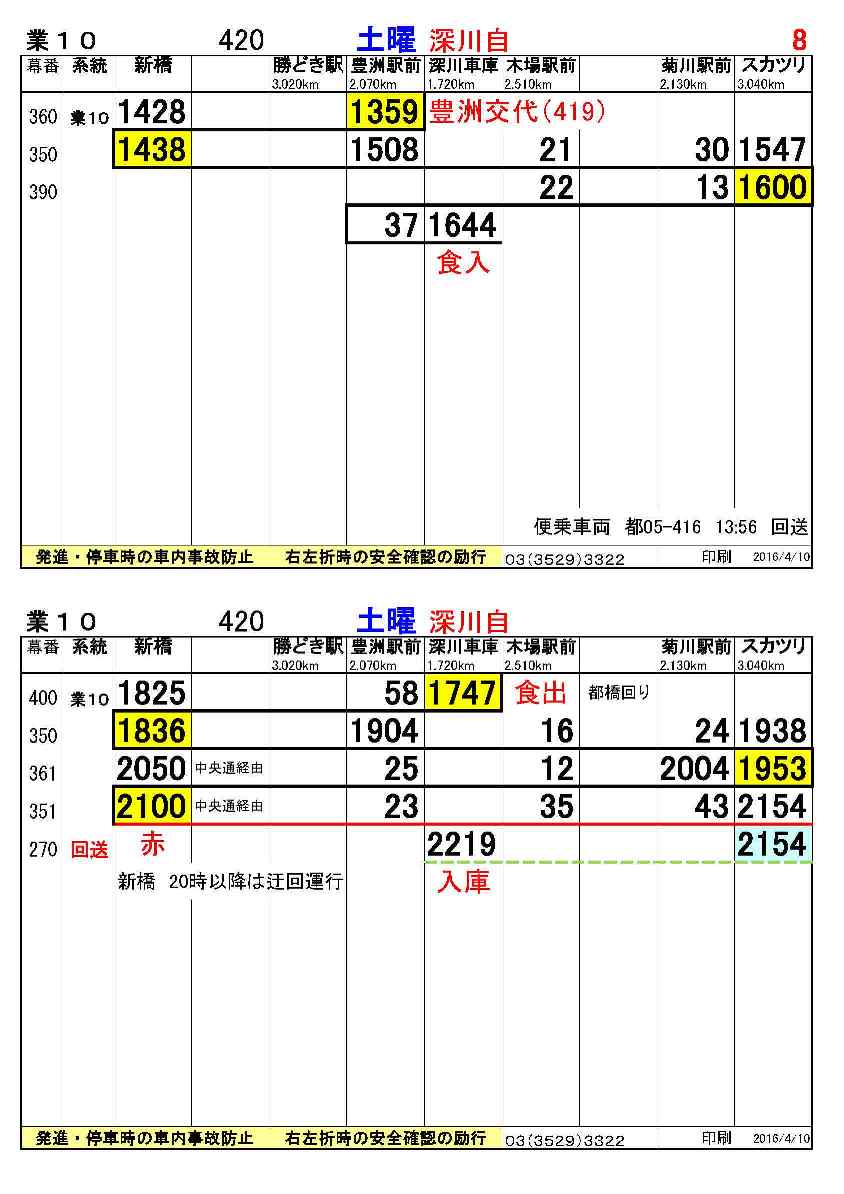 業10 420 土曜 深川自 8
幕番 系統 新橋 勝どき駅 豊洲駅前 深川車庫 木場駅前 菊川駅前 スカツリ
3.020km 2.070km 1.720km 2.510km 2.130km 3.040km
360 業10 1428 1359 豊洲交代(419)
350 1438 1508 21 30 1547
390 22 13 1600
37 1644
食入
便乗車両 都05-416 13:56 回送
発進・停車時の車内事故防止 右左折時の安全確認の励行 03(3529)3322 印刷 2016/4/10
業10 420 土曜 深川自
幕番 系統 新橋 勝どき駅 豊洲駅前 深川車庫 木場駅前 菊川駅前 スカツリ
3.020km 2.070km 1.720km 2.510km 2.130km 3.040km
400 業10 1825 58 1747 食出 都橋回り
350 1836 1904 16 24 1938
361 2050 中央通経由 25 12 2004 1953
351 2100 中央通経由 23 35 43 2154
270 回送 赤 2219 2154
新橋 20時以降は迂回運行 入庫
発進・停車時の車内事故防止 右左折時の安全確認の励行 03(3529)3322 印刷 2016/4/10